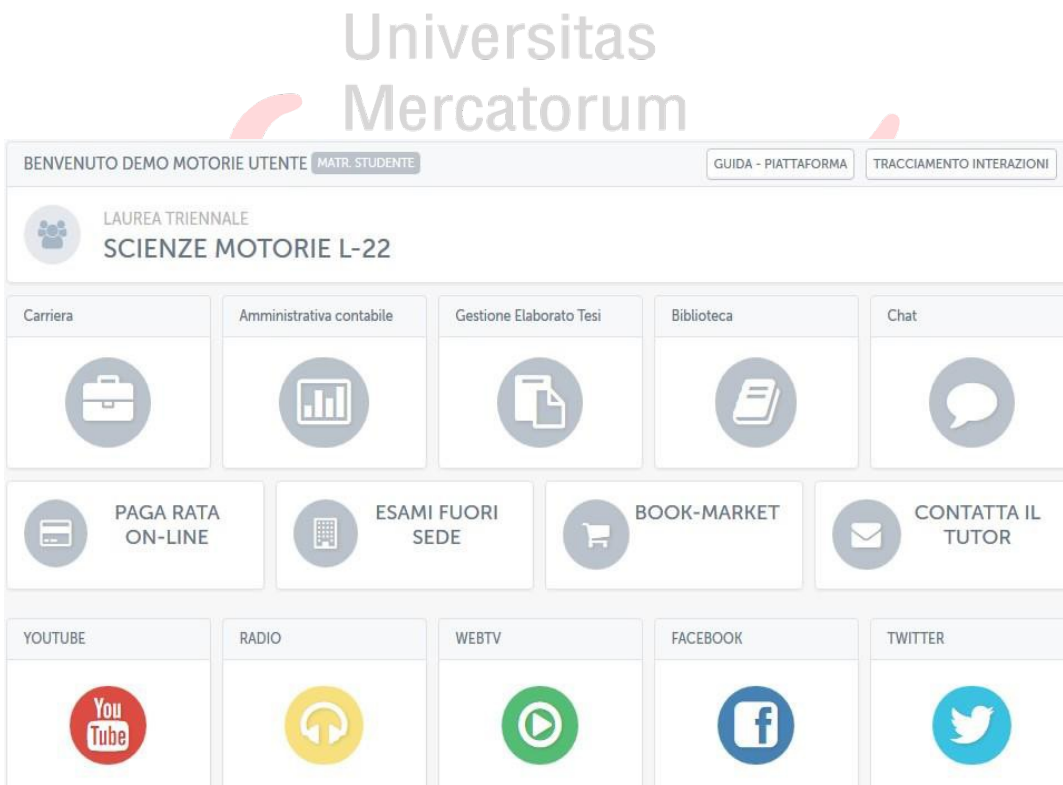 Universitas
Mercatorum
BENVENUTO DEMO MOTORIE UTENTE MATR. STUDENTE GUIDA - PIATTAFORMA TRACCIAMENTO INTERAZIONI
LAUREA TRIENNALE
SCIENZE MOTORIE L-22
Carriera Amministrativa contabile Gestione Elaborato Tesi Biblioteca Chat
PAGA RATA ESAMI FUORI BOOK-MARKET CONTATTA IL
ON-LINE SEDE TUTOR
YOUTUBE RADIO WEBTV FACEBOOK TWITTER
You
Tube
f